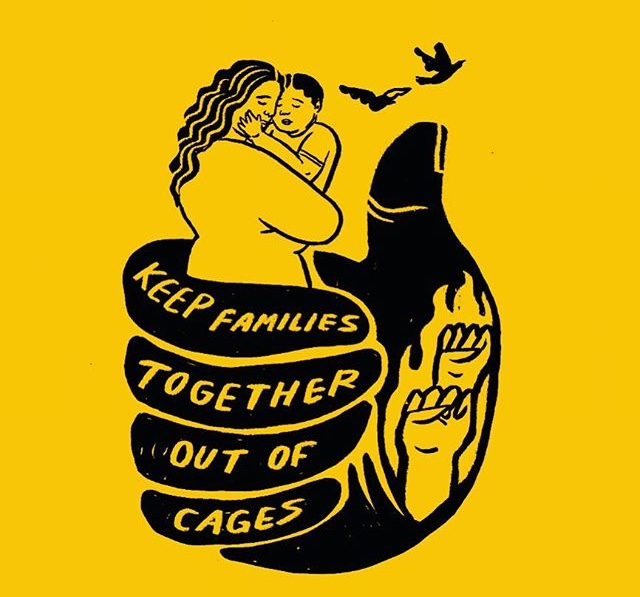 KEEP FAMILIES
TOGETHER
OUT OF
CAGES